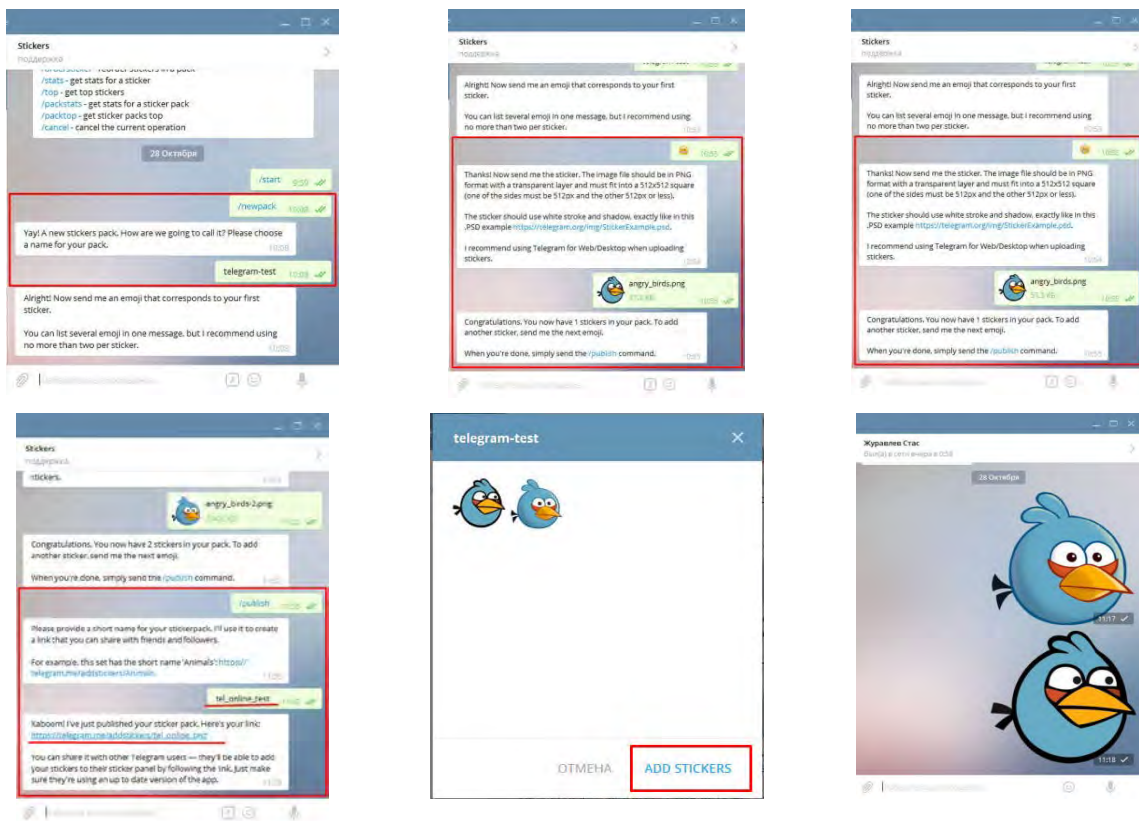 Stickers
поддержка
/stats - get stats for a sticker
/top - get top stickers
/packstats - get stats for a sticker pack
/packtop - get sticker packs top
/cancel - cancel the current operation
28 Октября
/start 9:59
/newpack
Yay! A new stickers pack. How are we going to call it? Please choose
a name for your pack.
telegram-test
Alright! Now send me an emoji that corresponds to your first
sticker.
You can list several emoji in one message, but I recommend using
no more than two per sticker.
Stickers
поддержка
Alright! Now send me an emoji that corresponds to your first
sticker.
You can list several emoji in one message, but I recommend using
no more than two per sticker.
Thanks! Now send me the sticker. The image file should be in PNG
format with a transparent layer and must fit into a 512x512 square
(one of the sides must be 512px and the other 512px or less).
The sticker should use white stroke and shadow, exactly like in this
.PSD example https://telegram.org/img/StickerExample.psd.
I recommend using Telegram for Web/Desktop when uploading
stickers.
angry_birds.png
Congratulations. You now have 1 stickers in your pack. To add
another sticker, send me the next emoji.
When you're done, simply send the /publish command.
Stickers
поддержка
Alright! Now send me an emoji that corresponds to your first
sticker.
You can list several emoji in one message, but I recommend using
no more than two per sticker.
Thanks! Now send me the sticker. The image file should be in PNG
format with a transparent layer and must fit into a 512x512 square
(one of the sides must be 512px and the other 512px or less).
The sticker should use white stroke and shadow, exactly like in this
.PSD example https://telegram.org/img/StickerExample.psd.
I recommend using Telegram for Web/Desktop when uploading
stickers.
angry_birds.png
Congratulations. You now have 1 stickers in your pack. To add
another sticker, send me the next emoji.
When you're done, simply send the /publish command.
Stickers
поддержка
stickers.
angry_birds-2.png
Congratulations. You now have 2 stickers in your pack. To add
another sticker, send me the next emoji.
When you're done, simply send the /publish command.
/publish
Please provide a short name for your stickerpack. I'll use it to create
a link that you can share with friends and followers.
For example, this set has the short name 'Animals': https://
telegram.me/addstickers/Animals.
tel_online_test
Kaboom! I've just published your sticker pack. Here's your link:
https://telegram.me/addstickers/tel_online_test
You can share it with other Telegram users — they'll be able to add
your stickers to their sticker panel by following the link. Just make
sure they're using an up to date version of the app.
telegram-test
ОТМЕНА ADD STICKERS
Журавлев Стас
Был(а) в сети вчера в 0:58
28 Октября
11:17
11:18